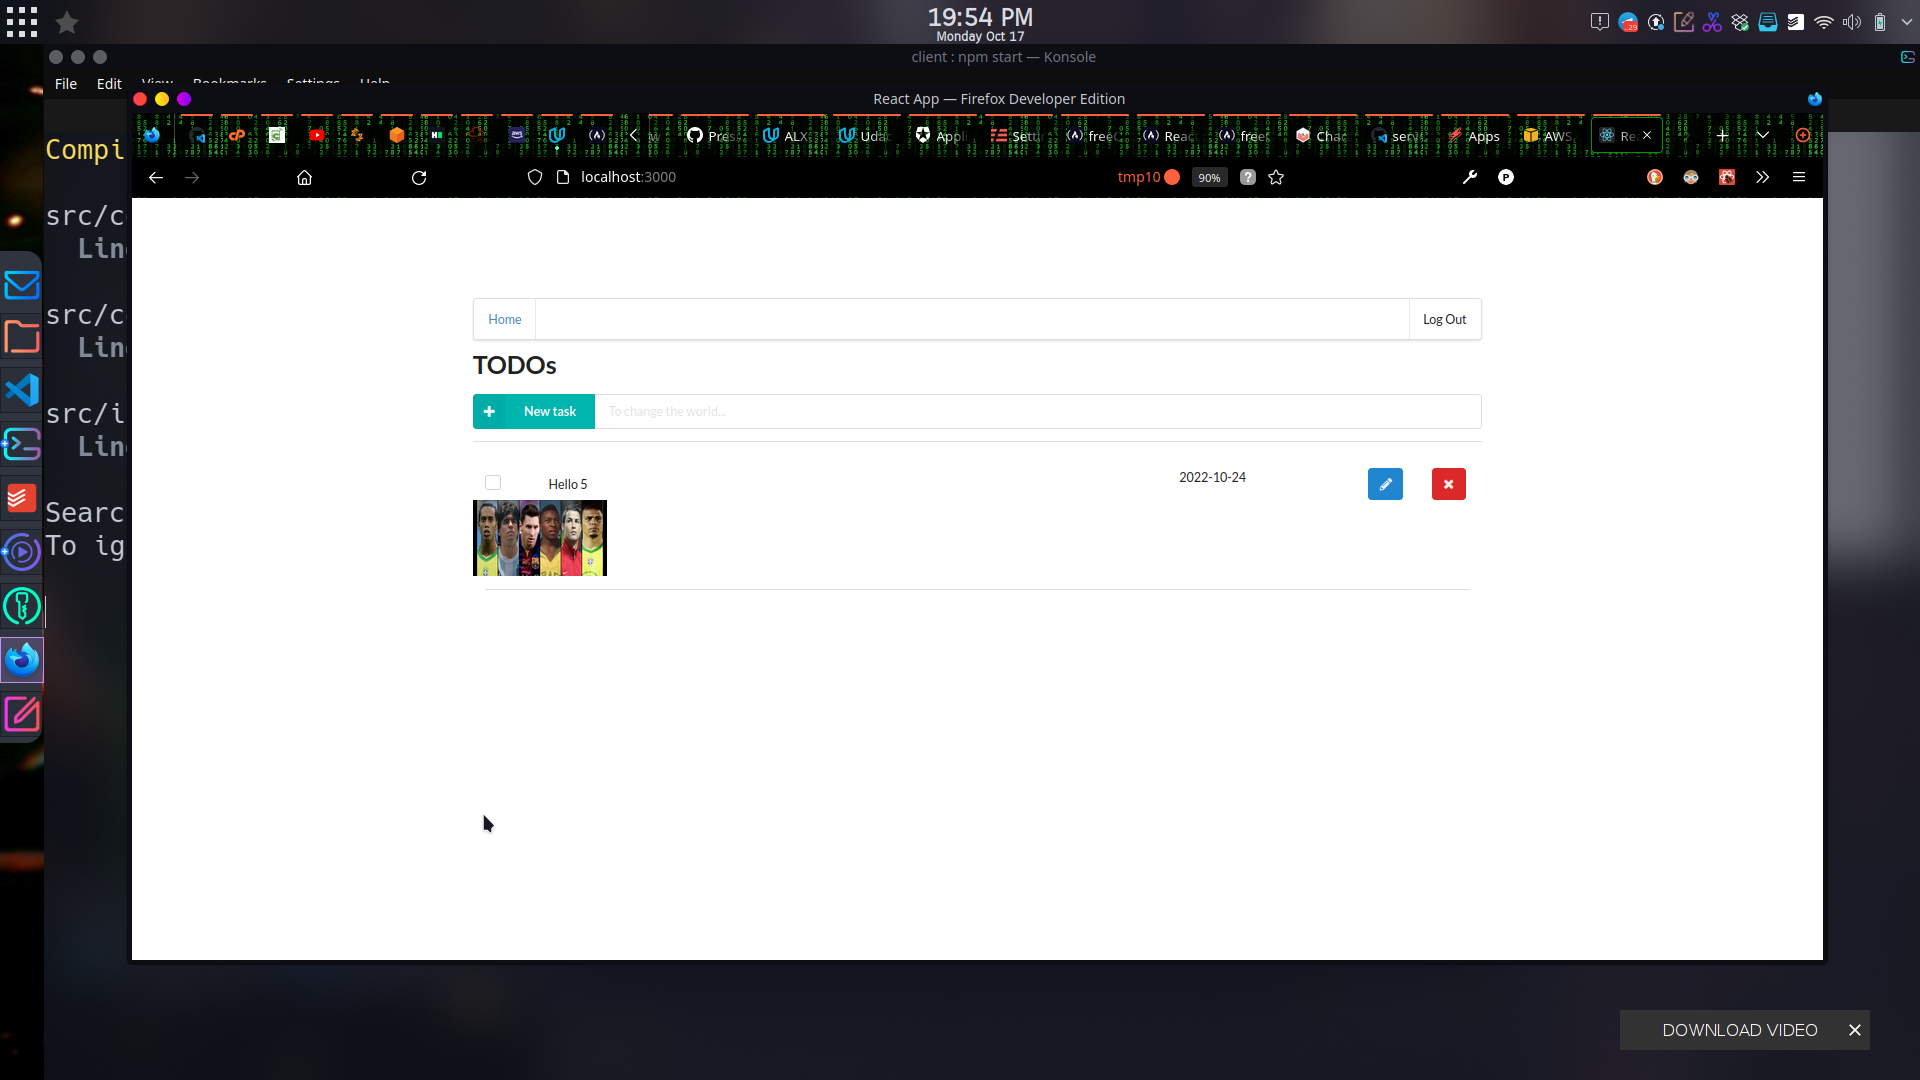 19:54 PM
Monday Oct 17
client : npm start — Konsole
File Edit View Bookmarks Settings Help
React App — Firefox Developer Edition
Pres ALX Uda Appli Setti free Reac free Cha serv Apps AWS Re
localhost:3000
tmp10
90%
Compi
src/c
Lin
src/c
Lin
src/i
Lin
Searc
To ig
Home
Log Out
TODOs
New task
To change the world...
Hello 5
2022-10-24
DOWNLOAD VIDEO